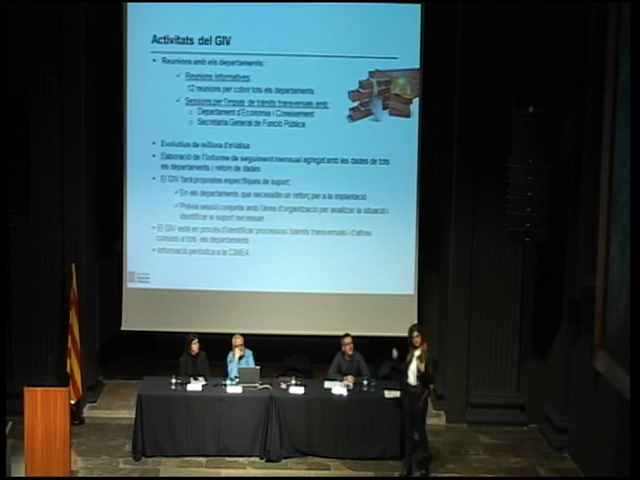 Activitats del GIV
• Reunions amb els departaments:
✓ Reunions informatives
12 reunions per cobrir tots els departaments
✓ Sessions per l'impuls de tràmits transversals amb:
o Departament d'Economia i Coneixement
o Secretaria General de Funció Pública
• Evolutius de millora d'eValisa
• Elaboració de l'informe de seguiment mensual agregat amb les dades de tots
els departaments i retorn de dades
• El GIV farà propostes específiques de suport:
✓ En els departaments que necessitin un reforç per a la implantació
✓ Prèvia sessió conjunta amb l'àrea d'organització per analitzar la situació i
identificar el suport necessari
• El GIV està en procés d'identificar processos i tràmits transversals i d'altres
comuns a tots els departaments
• Informació periòdica a la CIMEA